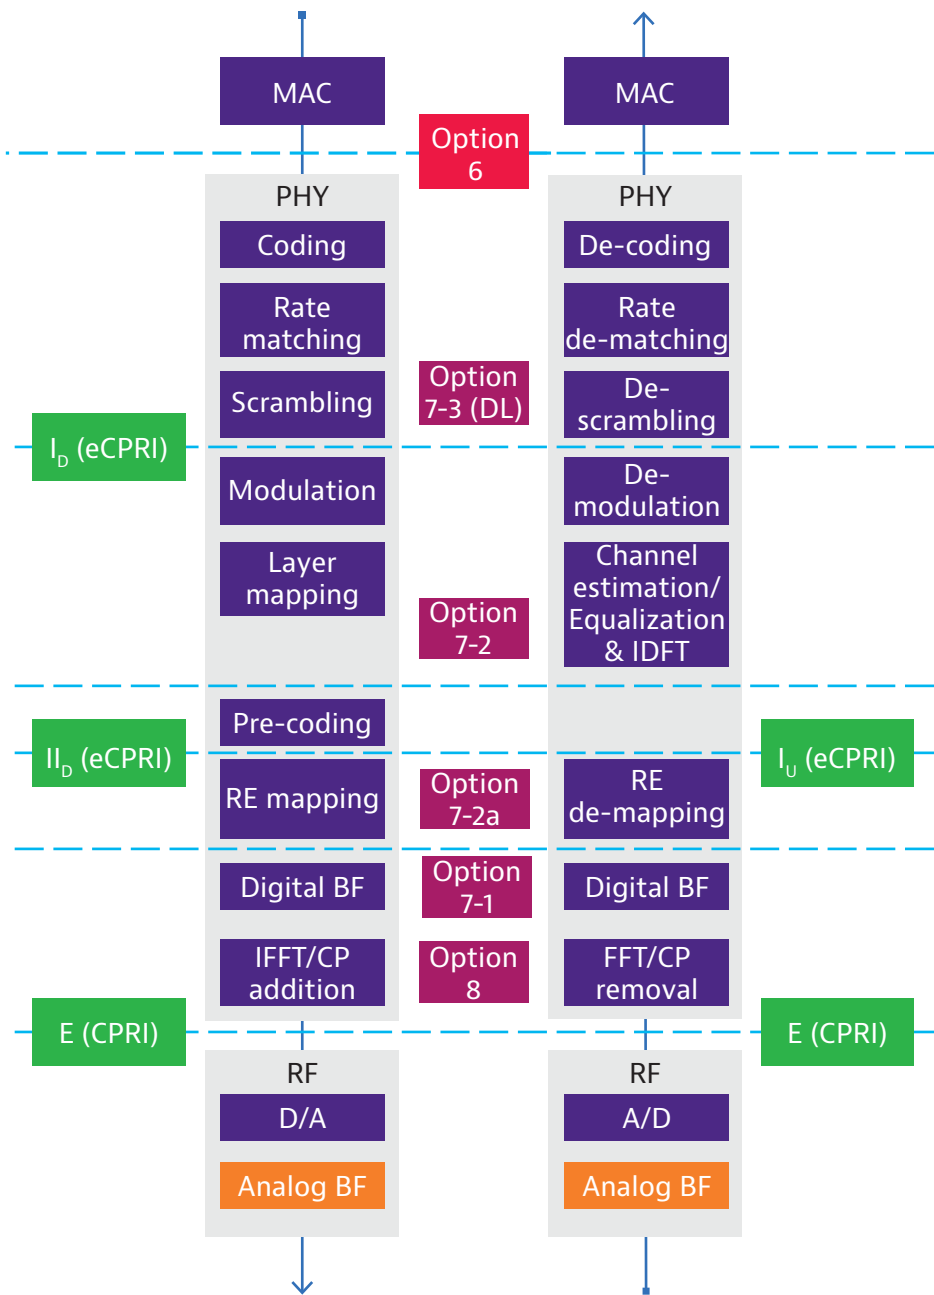 MAC
MAC
Option
6
PHY
PHY
Coding
De-coding
Rate
matching
Rate
de-matching
Option
7-3 (DL)
Scrambling
De-
scrambling
I_D (eCPRI)
Modulation
De-
modulation
Layer
mapping
Channel
estimation/
Equalization
& IDFT
Option
7-2
Pre-coding
II_D (eCPRI)
I_U (eCPRI)
RE mapping
Option
7-2a
RE
de-mapping
Digital BF
Option
7-1
Digital BF
IFFT/CP
addition
Option
8
FFT/CP
removal
E (CPRI)
E (CPRI)
RF
RF
D/A
A/D
Analog BF
Analog BF